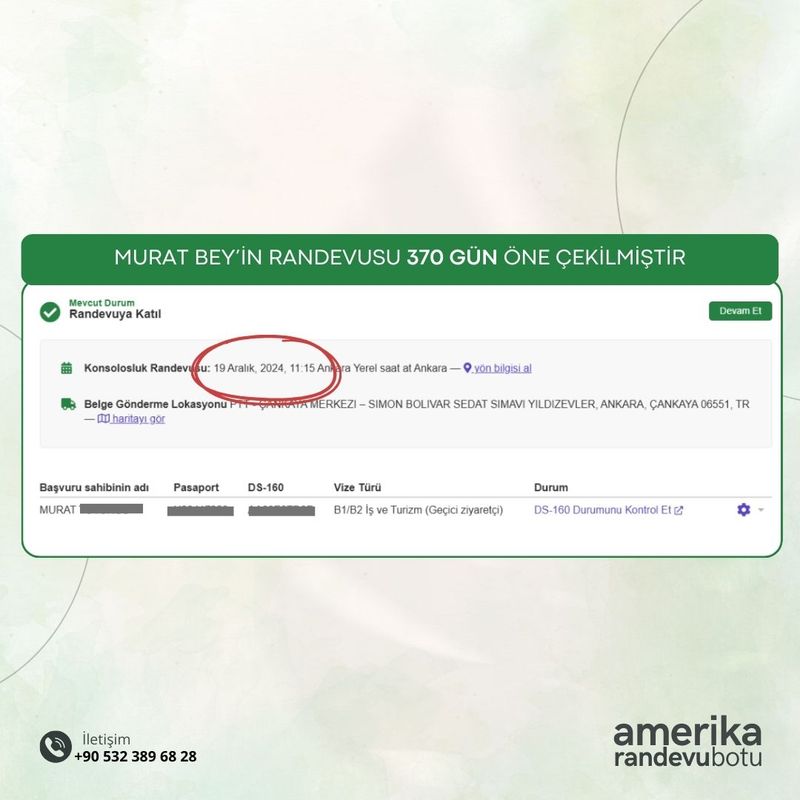 MURAT BEY’İN RANDEVUSU 370 GÜN ÖNE ÇEKİLMİŞTİR
Mevcut Durum
Randevuya Katıl
Devam Et
Konsolosluk Randevusu: 19 Aralık, 2024, 11:15 Ankara Yerel saat at Ankara — yön bilgisi al
Belge Gönderme Lokasyonu PTT - ÇANKAYA MERKEZI – SIMON BOLIVAR SEDAT SIMAVI YILDIZEVLER, ANKARA, ÇANKAYA 06551, TR
— haritayı gör
Başvuru sahibinin adı Pasaport DS-160 Vize Türü Durum
MURAT B1/B2 İş ve Turizm (Geçici ziyaretçi) DS-160 Durumunu Kontrol Et
İletişim
+90 532 389 68 28
amerika
randevubotu